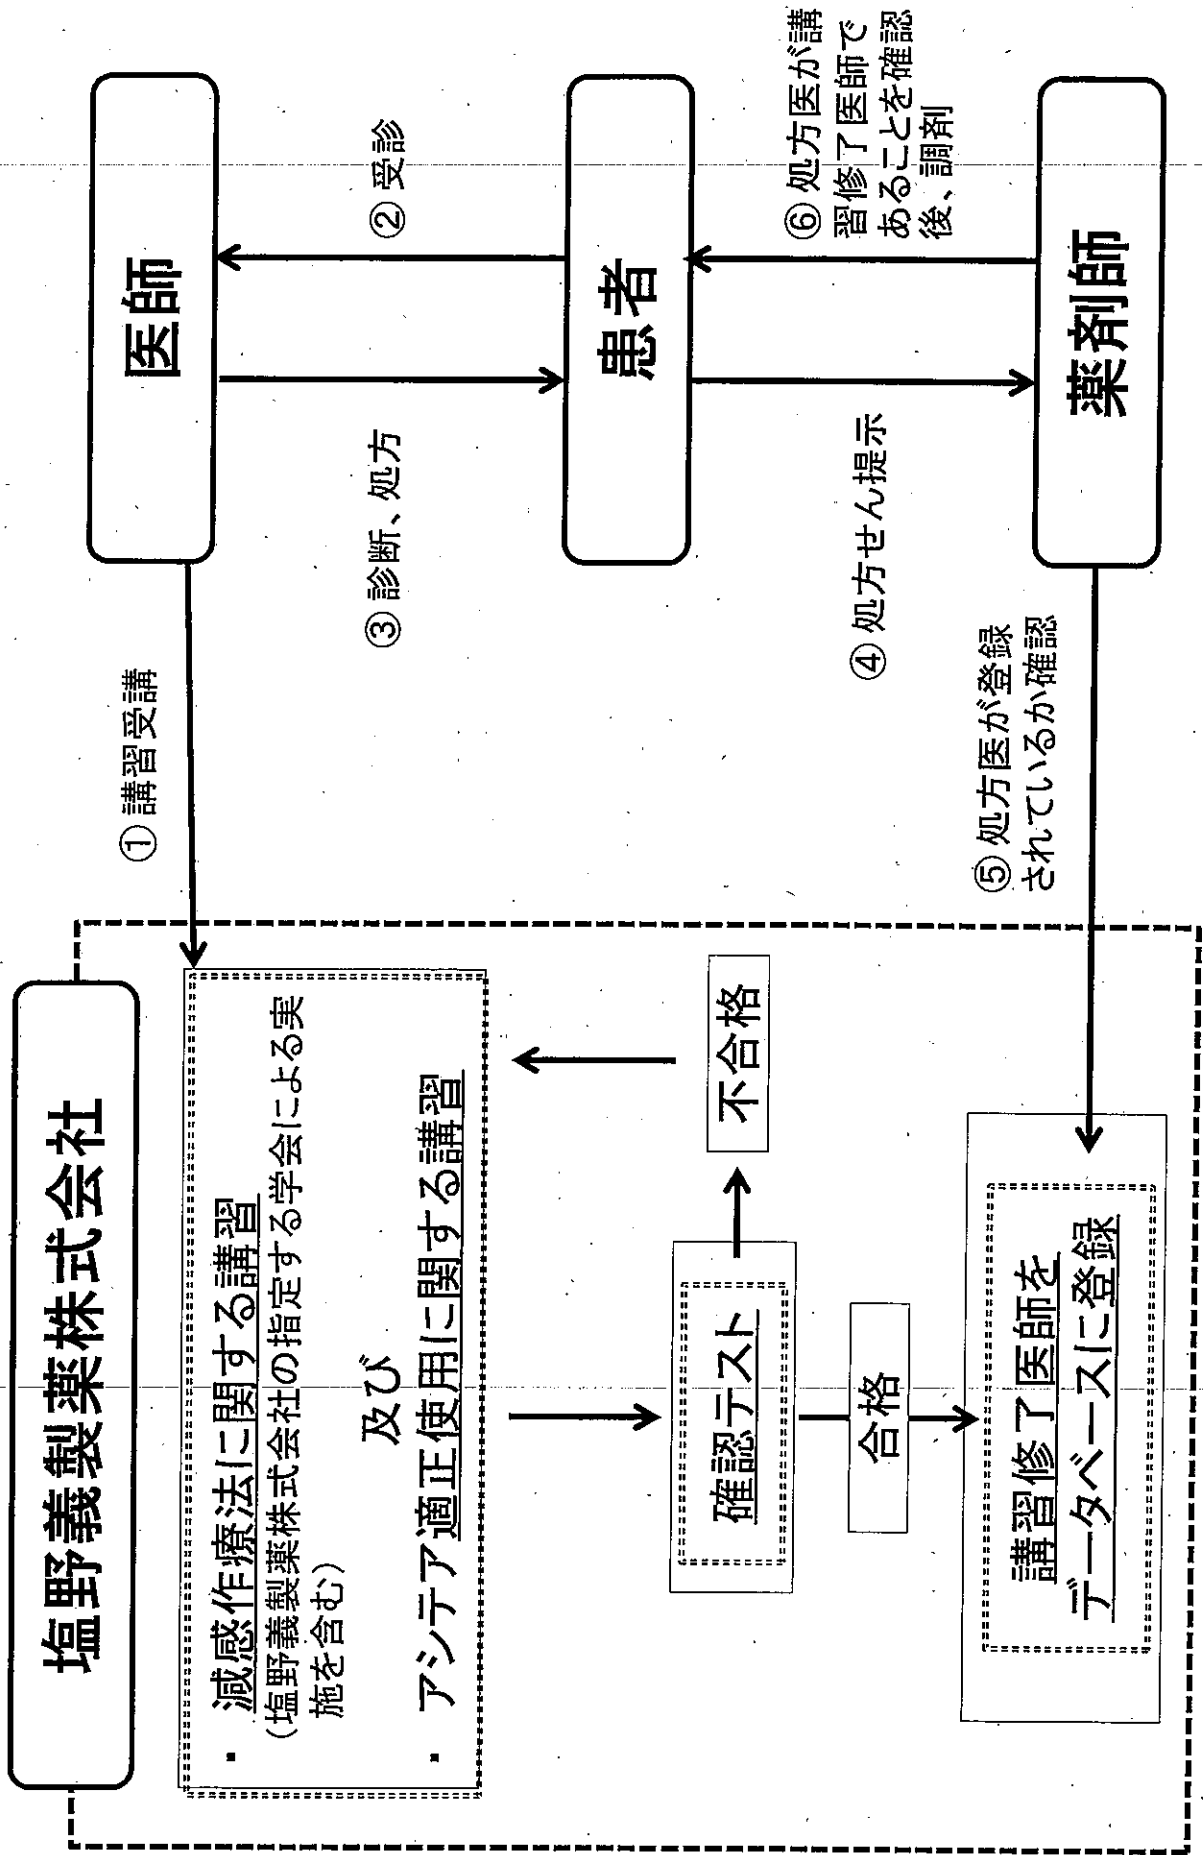 塩野義製薬株式会社
・ 減感作療法に関する講習
(塩野義製薬株式会社の指定する学会による実
施を含む)
及び
・ アシテア適正使用に関する講習
確認テスト
不合格
合格
講習修了医師を
データベースに登録
① 講習受講
医師
② 受診
③ 診断、処方
患者
④ 処方せん提示
⑤ 処方医が登録
されているか確認
⑥ 処方医が講
習修了医師で
あることを確認
後、調剤
薬剤師